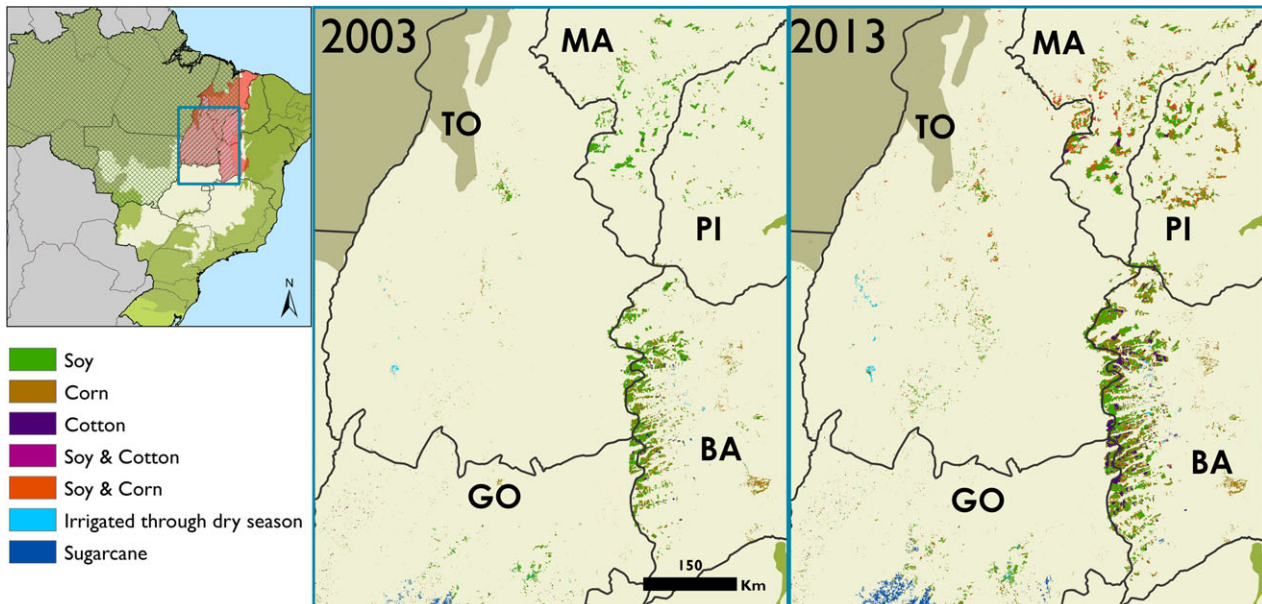 N
Soy
Corn
Cotton
Soy & Cotton
Soy & Corn
Irrigated through dry season
Sugarcane
2003
MA
TO
PI
BA
GO
150
Km
2013
MA
TO
PI
BA
GO